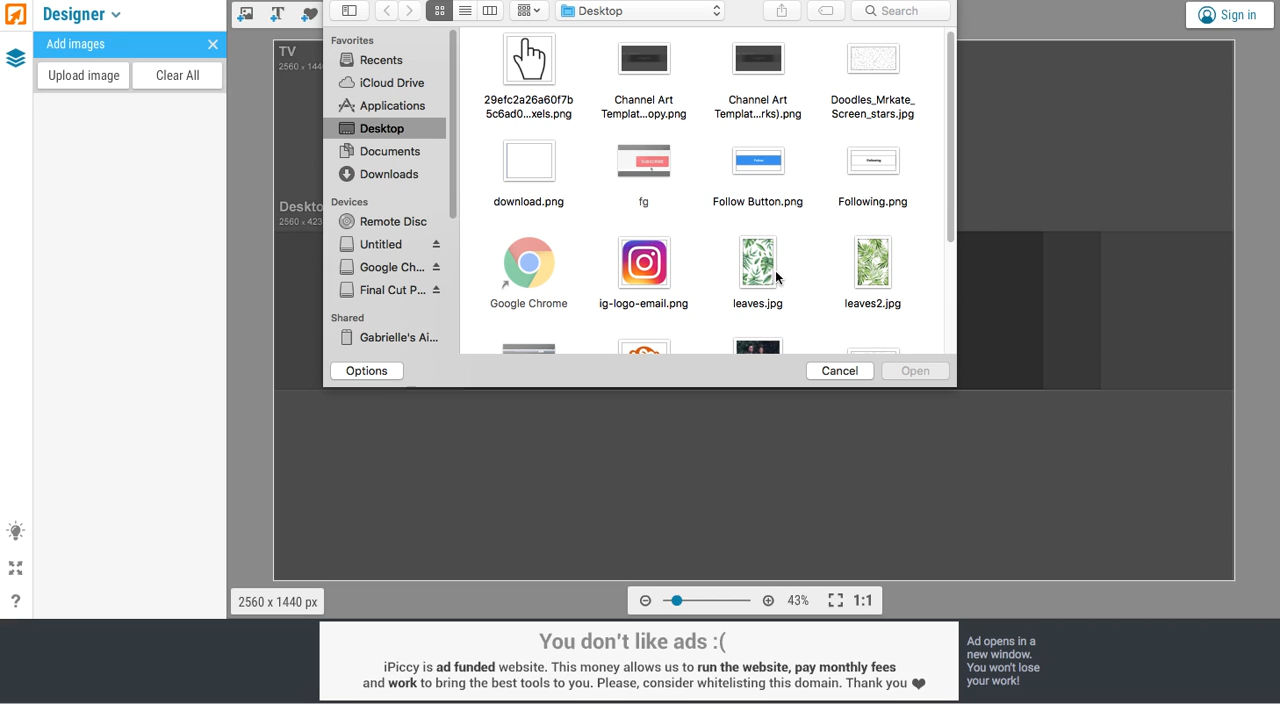 Designer
Desktop
Search
Sign in
Add images
Upload image
Clear All
TV
2560 x 144
Deskto
2560 x 423
Favorites
Recents
iCloud Drive
Applications
Desktop
Documents
Downloads
Devices
Remote Disc
Untitled
Google Ch...
Final Cut P...
Shared
Gabrielle's Ai...
29efc2a26a60f7b
5c6ad0...xels.png
Channel Art
Templat...opy.png
Channel Art
Templat...rks).png
Doodles_Mrkate_
Screen_stars.jpg
download.png
fg
Follow Button.png
Following.png
Google Chrome
ig-logo-email.png
leaves.jpg
leaves2.jpg
Options
Cancel
Open
2560 x 1440 px
43%
1:1
?
You don't like ads :(
iPiccy is ad funded website. This money allows us to run the website, pay monthly fees
and work to bring the best tools to you. Please, consider whitelisting this domain. Thank you ❤
Ad opens in a
new window.
You won't lose
your work!